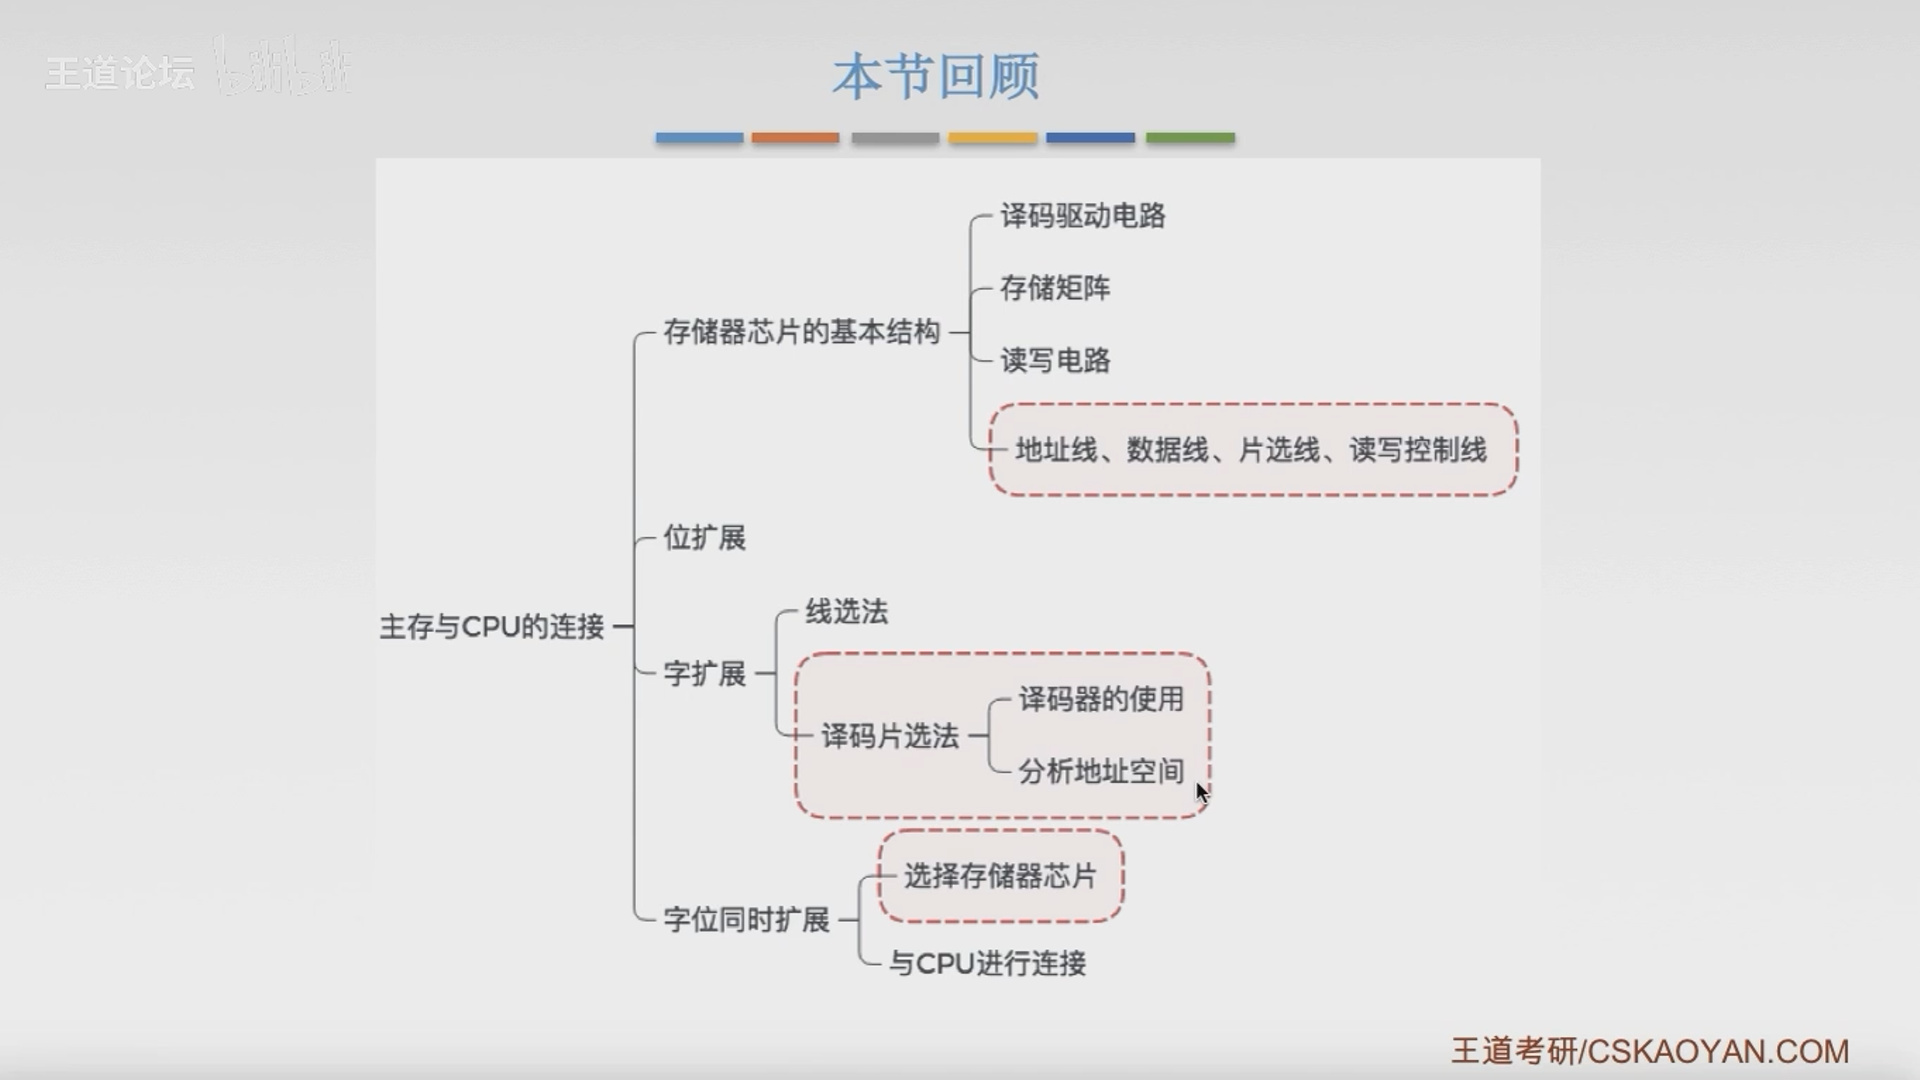 王道论坛 bilibili
本节回顾
译码驱动电路
存储矩阵
存储器芯片的基本结构
读写电路
地址线、数据线、片选线、读写控制线
位扩展
线选法
主存与CPU的连接
字扩展
译码器的使用
译码片选法
分析地址空间
选择存储器芯片
字位同时扩展
与CPU进行连接
王道考研/CSKAOYAN.COM